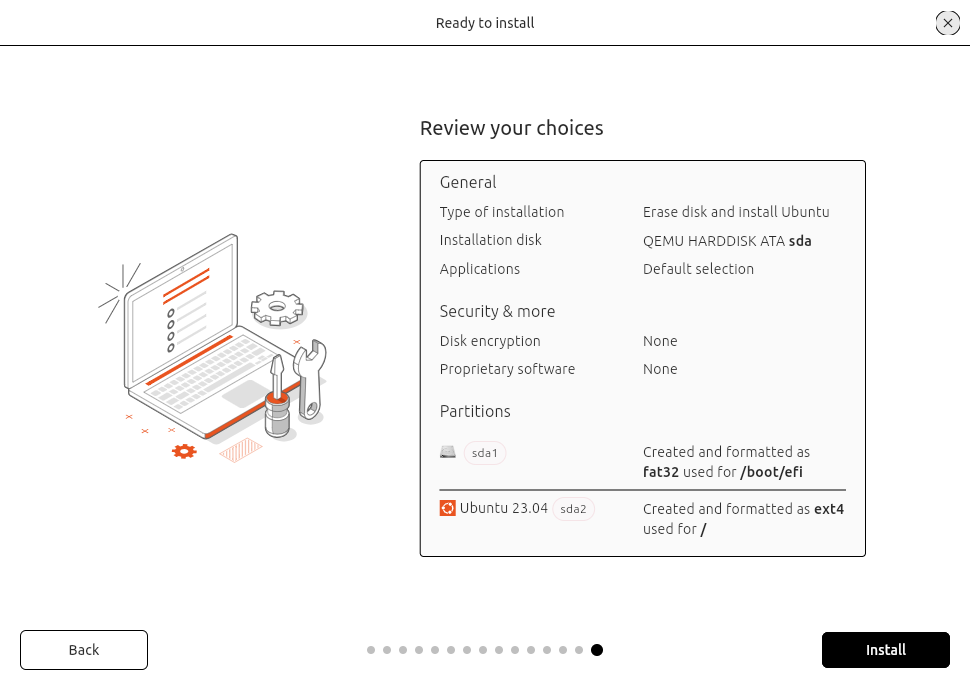 Ready to install
Review your choices
General
Type of installation Erase disk and install Ubuntu
Installation disk QEMU HARDDISK ATA sda
Applications Default selection
Security & more
Disk encryption None
Proprietary software None
Partitions
sda1 Created and formatted as
fat32 used for /boot/efi
Ubuntu 23.04 sda2 Created and formatted as ext4
used for /
Back Install